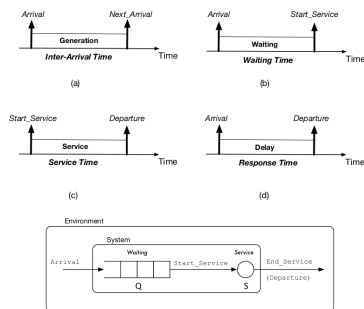 Arrival Next_Arrival
Generation
Inter-Arrival Time Time
(a)
Arrival Start_Service
Waiting
Waiting Time Time
(b)
Start_Service Departure
Service
Service Time Time
(c)
Arrival Departure
Delay
Response Time Time
(d)
Environment
System
Waiting Service
Arrival Start_Service End_Service
(Departure)
Q S